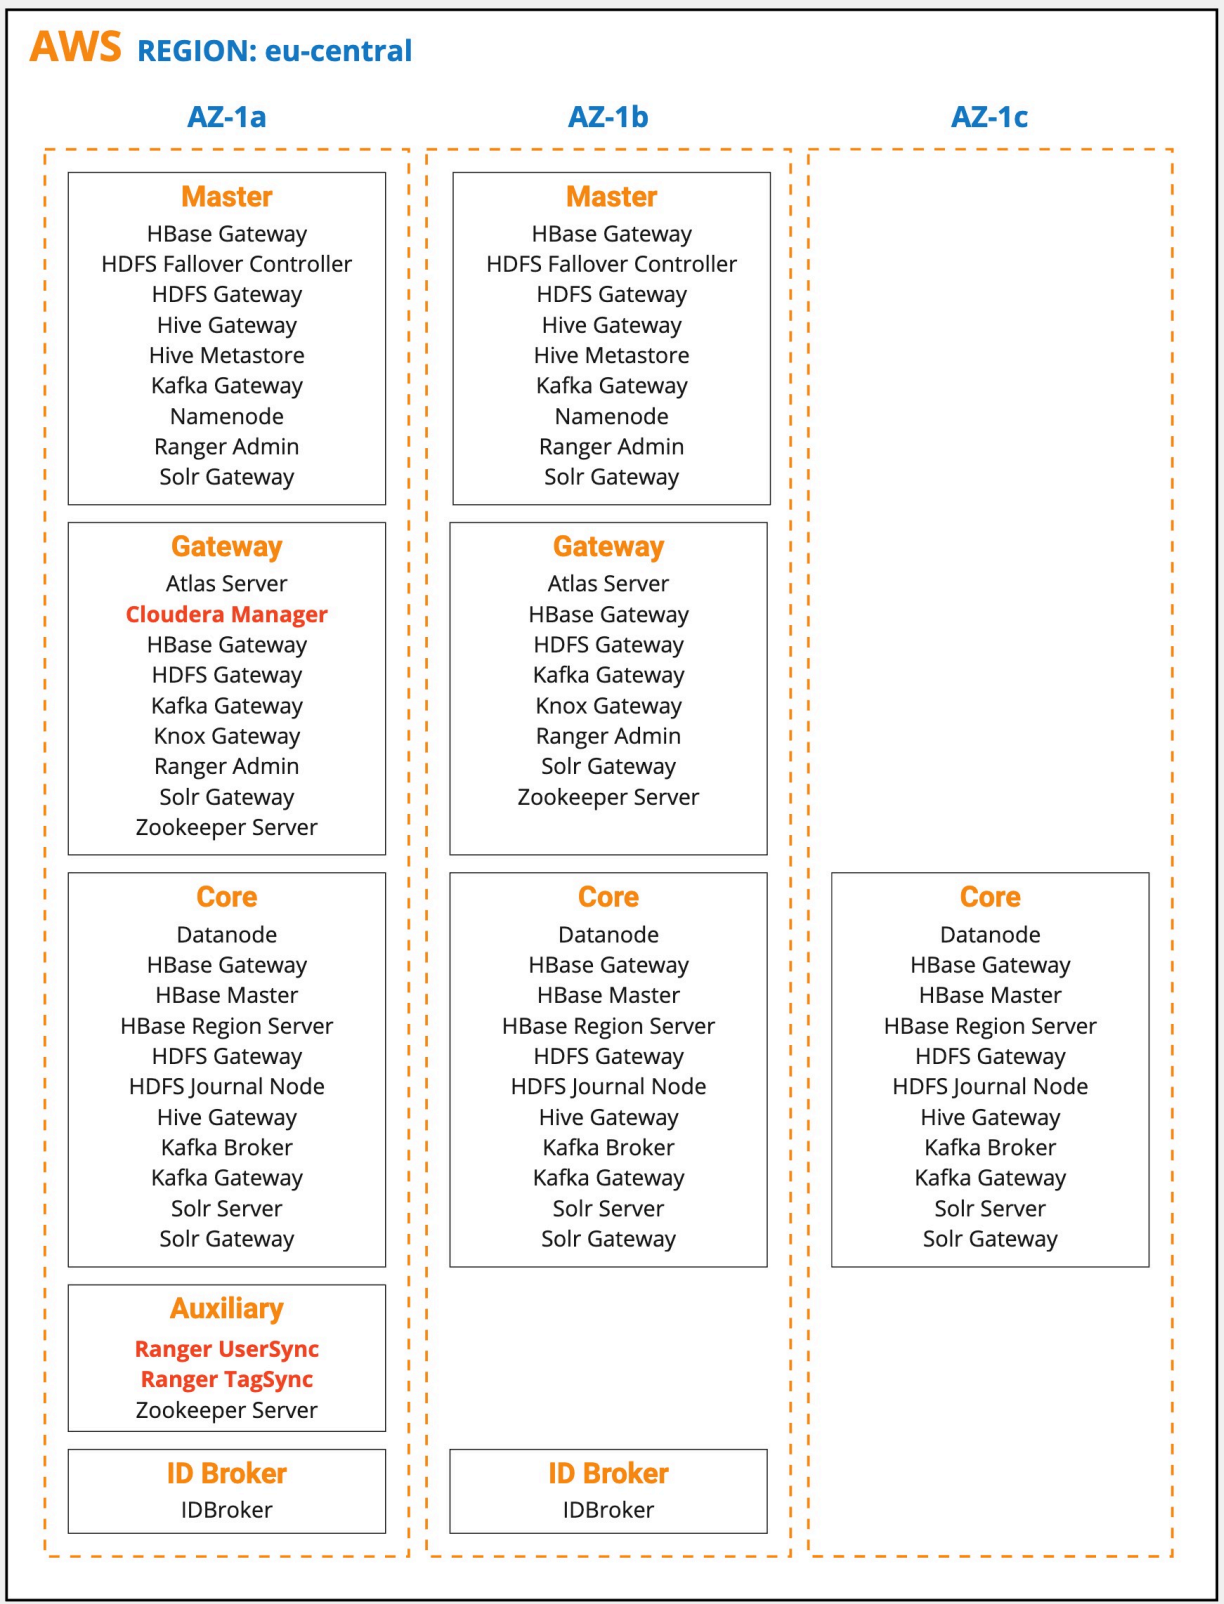 AWS REGION: eu-central
AZ-1a
Master
HBase Gateway
HDFS Fallover Controller
HDFS Gateway
Hive Gateway
Hive Metastore
Kafka Gateway
Namenode
Ranger Admin
Solr Gateway
Gateway
Atlas Server
Cloudera Manager
HBase Gateway
HDFS Gateway
Kafka Gateway
Knox Gateway
Ranger Admin
Solr Gateway
Zookeeper Server
Core
Datanode
HBase Gateway
HBase Master
HBase Region Server
HDFS Gateway
HDFS Journal Node
Hive Gateway
Kafka Broker
Kafka Gateway
Solr Server
Solr Gateway
Auxiliary
Ranger UserSync
Ranger TagSync
Zookeeper Server
ID Broker
IDBroker
AZ-1b
Master
HBase Gateway
HDFS Fallover Controller
HDFS Gateway
Hive Gateway
Hive Metastore
Kafka Gateway
Namenode
Ranger Admin
Solr Gateway
Gateway
Atlas Server
HBase Gateway
HDFS Gateway
Kafka Gateway
Knox Gateway
Ranger Admin
Solr Gateway
Zookeeper Server
Core
Datanode
HBase Gateway
HBase Master
HBase Region Server
HDFS Gateway
HDFS Journal Node
Hive Gateway
Kafka Broker
Kafka Gateway
Solr Server
Solr Gateway
ID Broker
IDBroker
AZ-1c
Core
Datanode
HBase Gateway
HBase Master
HBase Region Server
HDFS Gateway
HDFS Journal Node
Hive Gateway
Kafka Broker
Kafka Gateway
Solr Server
Solr Gateway